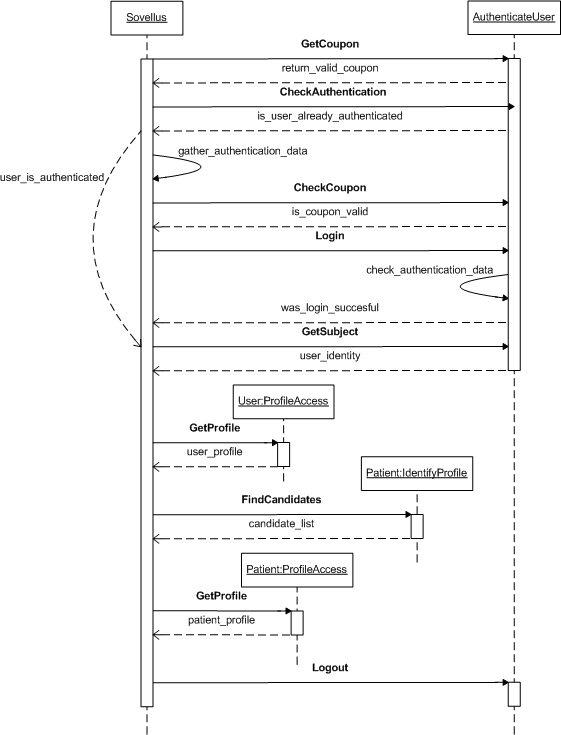 Sovellus
AuthenticateUser
GetCoupon
return_valid_coupon
CheckAuthentication
is_user_already_authenticated
gather_authentication_data
user_is_authenticated
CheckCoupon
is_coupon_valid
Login
check_authentication_data
was_login_succesful
GetSubject
user_identity
User:ProfileAccess
GetProfile
user_profile
Patient:IdentifyProfile
FindCandidates
candidate_list
Patient:ProfileAccess
GetProfile
patient_profile
Logout